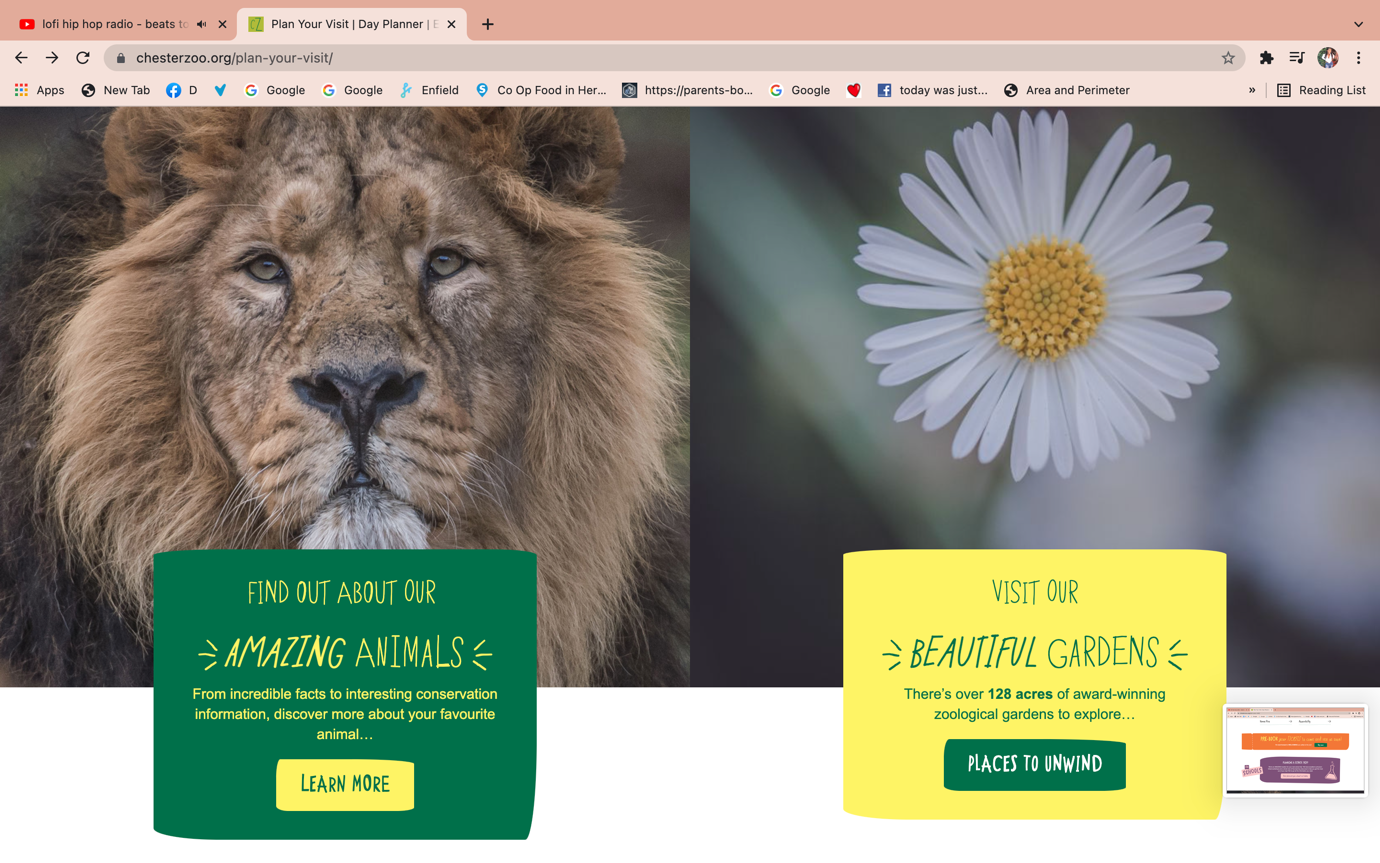 lofi hip hop radio - beats to
Plan Your Visit | Day Planner |
chesterzoo.org/plan-your-visit/
Apps
New Tab
D
Google
Google
Enfield
Co Op Food in Her...
https://parents-bo...
Google
today was just...
Area and Perimeter
»
Reading List
FIND OUT ABOUT OUR
AMAZING ANIMALS
From incredible facts to interesting conservation
information, discover more about your favourite
animal…
LEARN MORE
VISIT OUR
BEAUTIFUL GARDENS
There’s over 128 acres of award-winning
zoological gardens to explore…
PLACES TO UNWIND